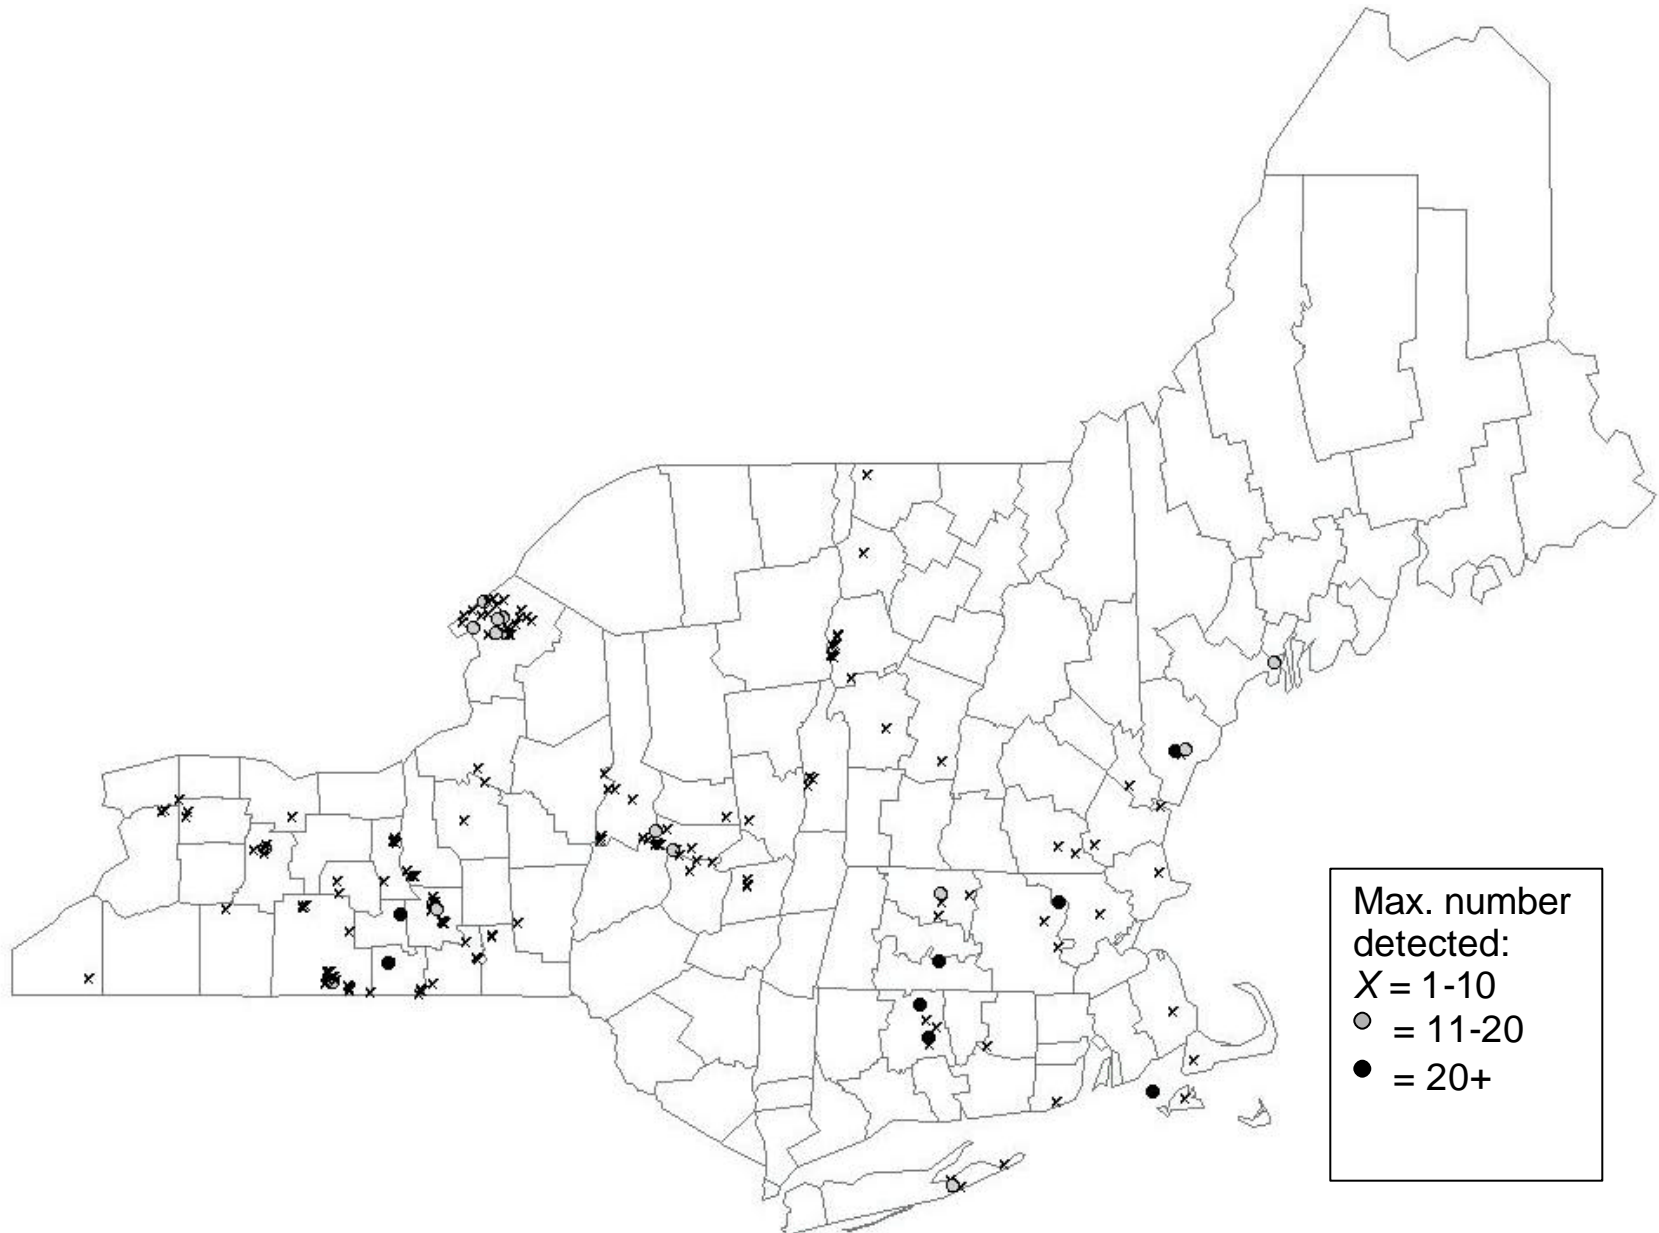 Max. number
detected:
X = 1-10
= 11-20
= 20+